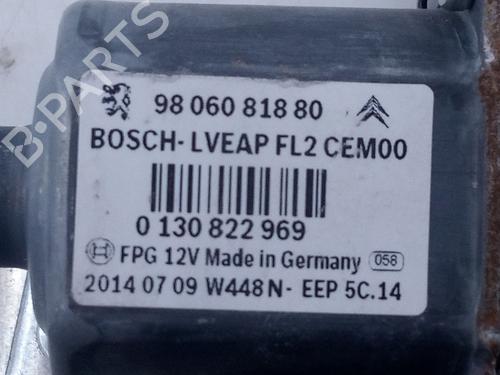 B-PARTS
98 060 818 80
BOSCH- LVEAP FL2 CEM00
0 130 822 969
FPG 12V Made in Germany 058
2014 07 09 W448 N- EEP 5C.14